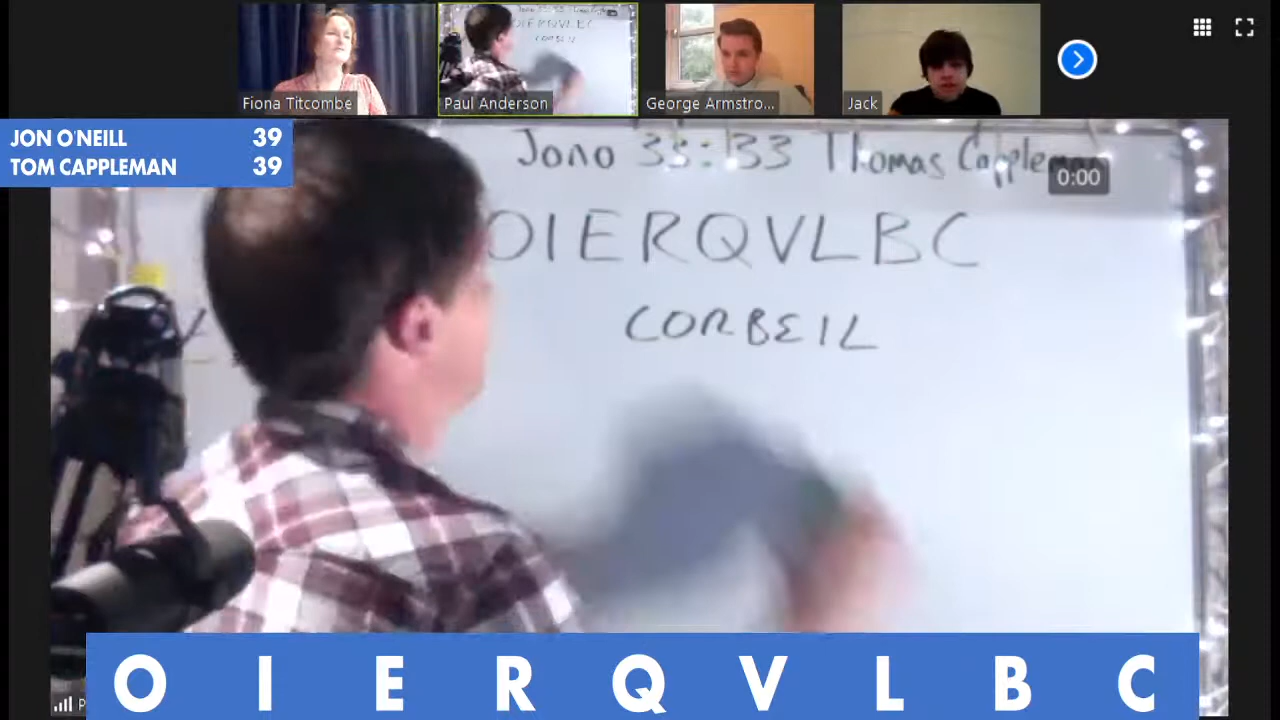 Fiona Titcombe
Paul Anderson
George Armstro...
Jack
JON O'NEILL 39
TOM CAPPLEMAN 39
Jono 33:33 Thomas Cappleman
0:00
OIERQVLBC
CORBEIL
O I E R Q V L B C